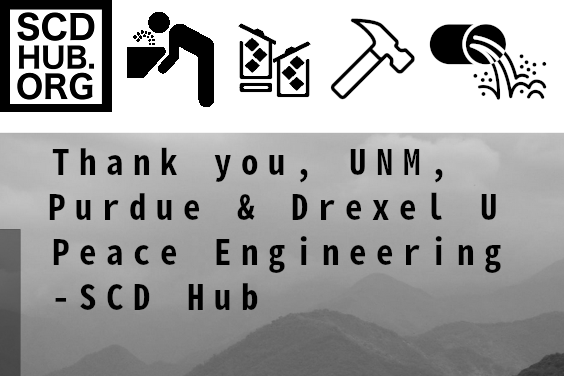 SCD
HUB.
ORG
Thank you, UNM,
Purdue & Drexel U
Peace Engineering
-SCD Hub